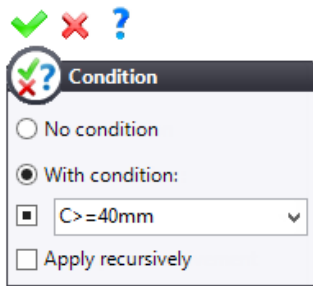 Condition
No condition
With condition:
C>=40mm
Apply recursively